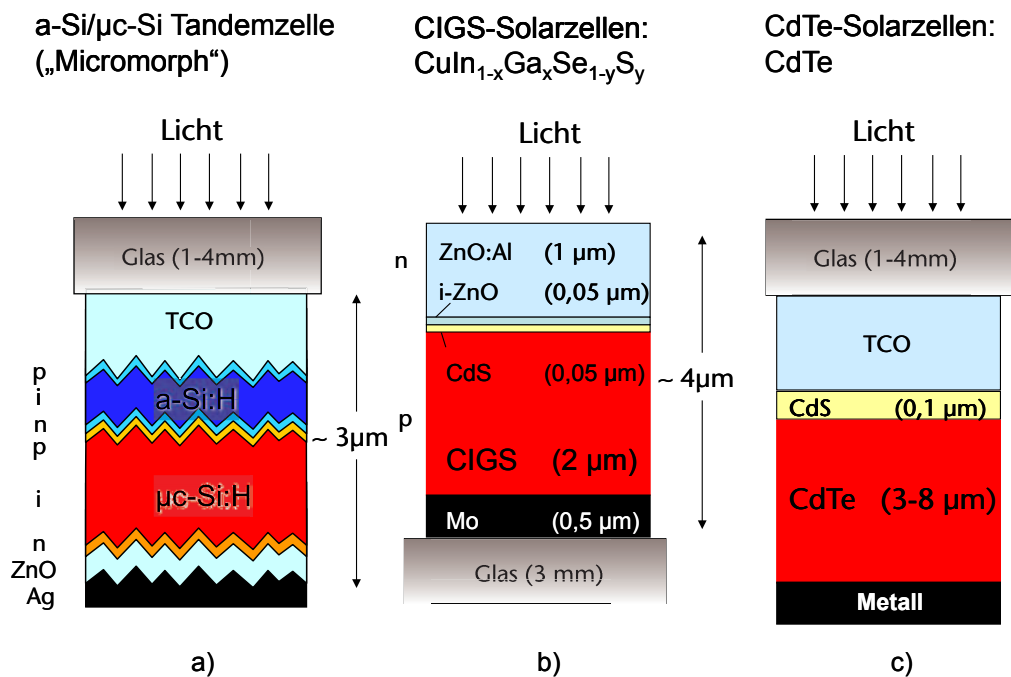 a-Si/µc-Si Tandemzelle
(„Micromorph“)
Licht
Glas (1-4mm)
TCO
p
i
a-Si:H
n
p
~ 3µm
i
µc-Si:H
n
ZnO
Ag
a)
CIGS-Solarzellen:
CuIn1-xGaxSe1-ySy
Licht
n
ZnO:Al (1 µm)
i-ZnO (0,05 µm)
CdS (0,05 µm)
~ 4µm
p
CIGS (2 µm)
Mo (0,5 µm)
Glas (3 mm)
b)
CdTe-Solarzellen:
CdTe
Licht
Glas (1-4mm)
TCO
CdS (0,1 µm)
CdTe (3-8 µm)
Metall
c)